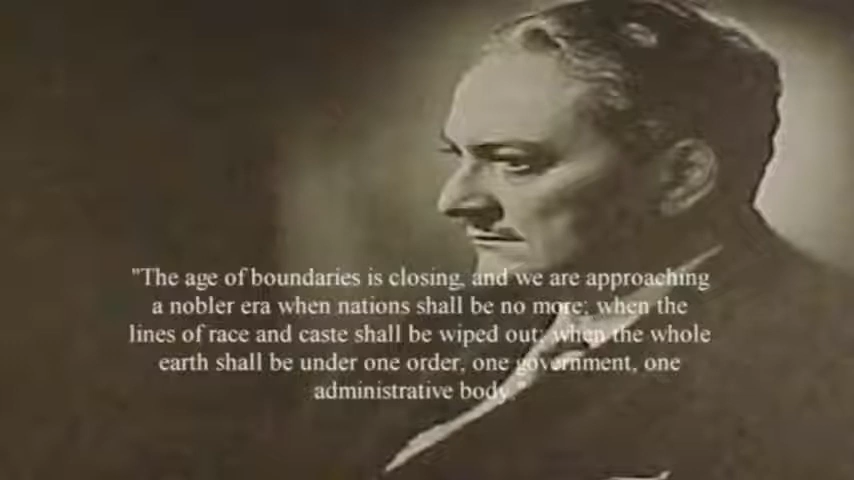 "The age of boundaries is closing, and we are approaching
a nobler era when nations shall be no more; when the
lines of race and caste shall be wiped out; when the whole
earth shall be under one order, one government, one
administrative body."